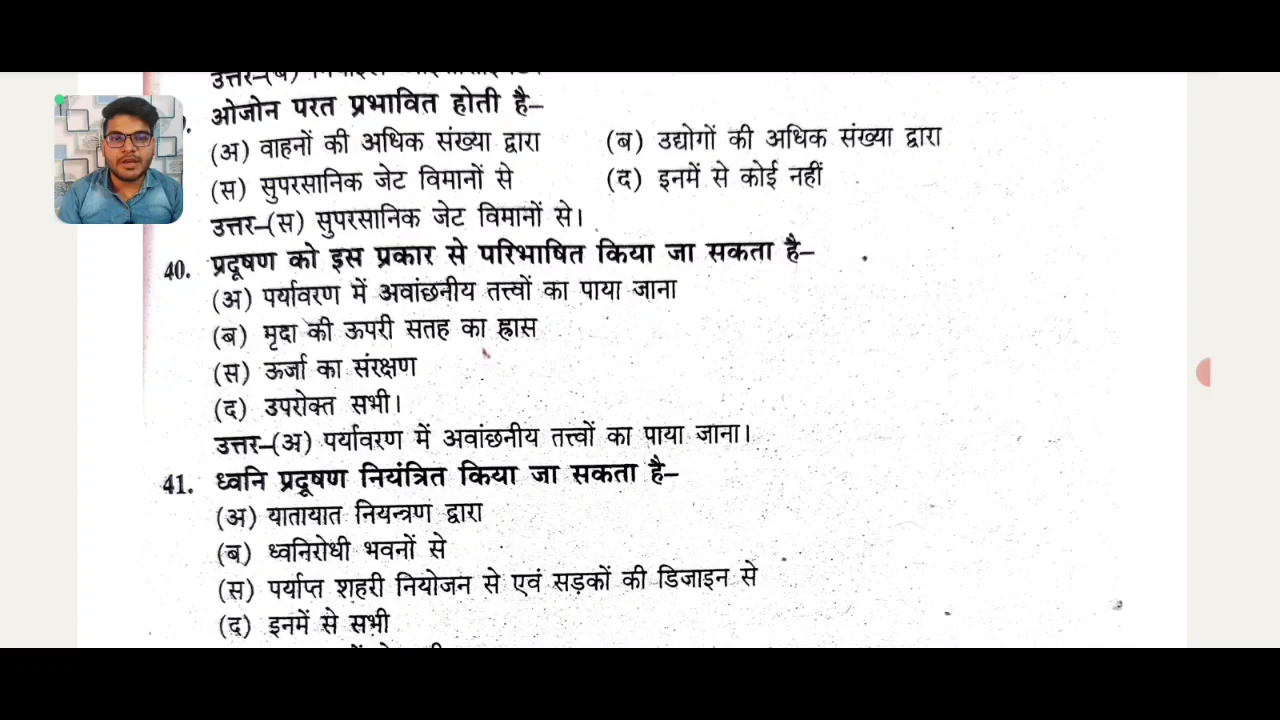 उत्तर–(ब)
ओजोन परत प्रभावित होती है–
(अ) वाहनों की अधिक संख्या द्वारा (ब) उद्योगों की अधिक संख्या द्वारा
(स) सुपरसानिक जेट विमानों से (द) इनमें से कोई नहीं
उत्तर–(स) सुपरसानिक जेट विमानों से।
40. प्रदूषण को इस प्रकार से परिभाषित किया जा सकता है–
(अ) पर्यावरण में अवांछनीय तत्त्वों का पाया जाना
(ब) मृदा की ऊपरी सतह का ह्रास
(स) ऊर्जा का संरक्षण
(द) उपरोक्त सभी।
उत्तर–(अ) पर्यावरण में अवांछनीय तत्त्वों का पाया जाना।
41. ध्वनि प्रदूषण नियंत्रित किया जा सकता है–
(अ) यातायात नियन्त्रण द्वारा
(ब) ध्वनिरोधी भवनों से
(स) पर्याप्त शहरी नियोजन से एवं सड़कों की डिजाइन से
(द) इनमें से सभी